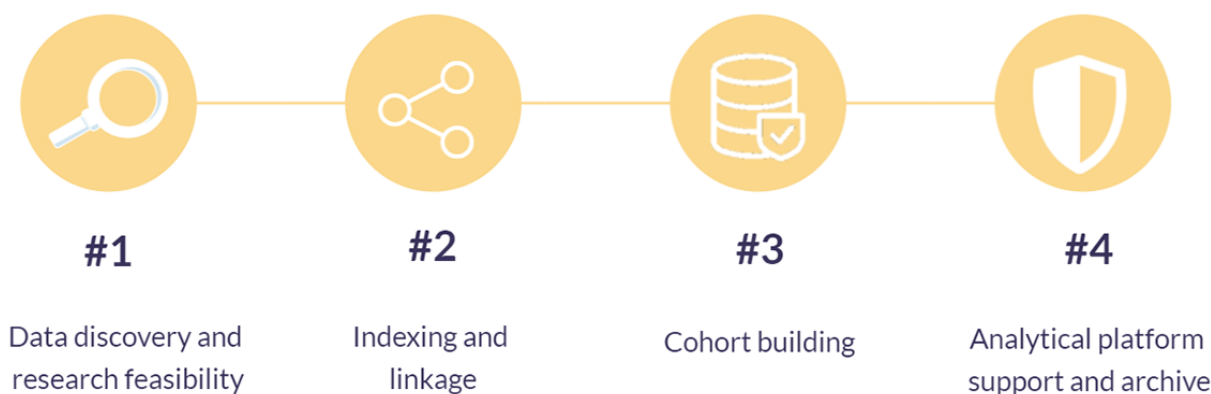 #1
#2
#3
#4
Data discovery and
research feasibility
Indexing and
linkage
Cohort building
Analytical platform
support and archive